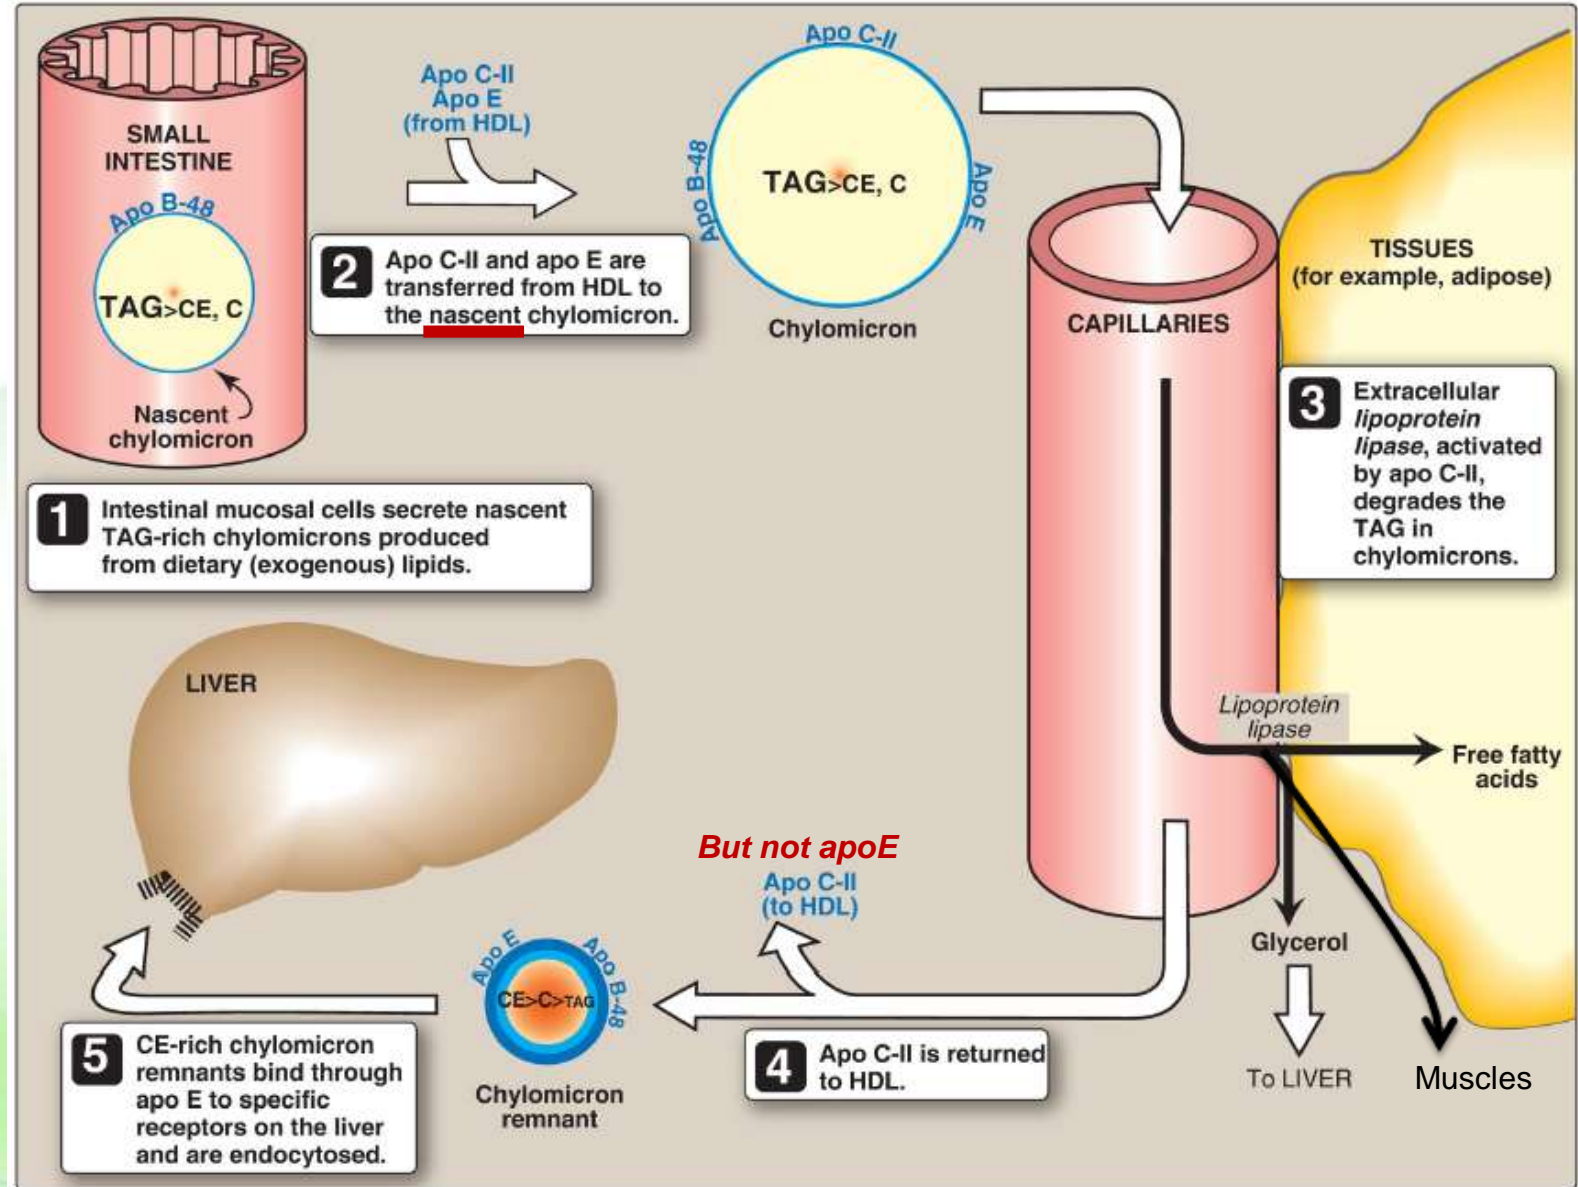 SMALL
INTESTINE
Apo B-48
TAG>CE, C
Nascent
chylomicron
1 Intestinal mucosal cells secrete nascent
TAG-rich chylomicrons produced
from dietary (exogenous) lipids.
Apo C-II
Apo E
(from HDL)
2 Apo C-II and apo E are
transferred from HDL to
the nascent chylomicron.
Apo C-II
Apo B-48
TAG>CE, C
Apo E
Chylomicron
CAPILLARIES
TISSUES
(for example, adipose)
3 Extracellular
lipoprotein
lipase, activated
by apo C-II,
degrades the
TAG in
chylomicrons.
Lipoprotein
lipase
Free fatty
acids
Glycerol
To LIVER
Muscles
But not apoE
Apo C-II
(to HDL)
4 Apo C-II is returned
to HDL.
Apo E
Apo B-48
CE>C>TAG
Chylomicron
remnant
LIVER
5 CE-rich chylomicron
remnants bind through
apo E to specific
receptors on the liver
and are endocytosed.